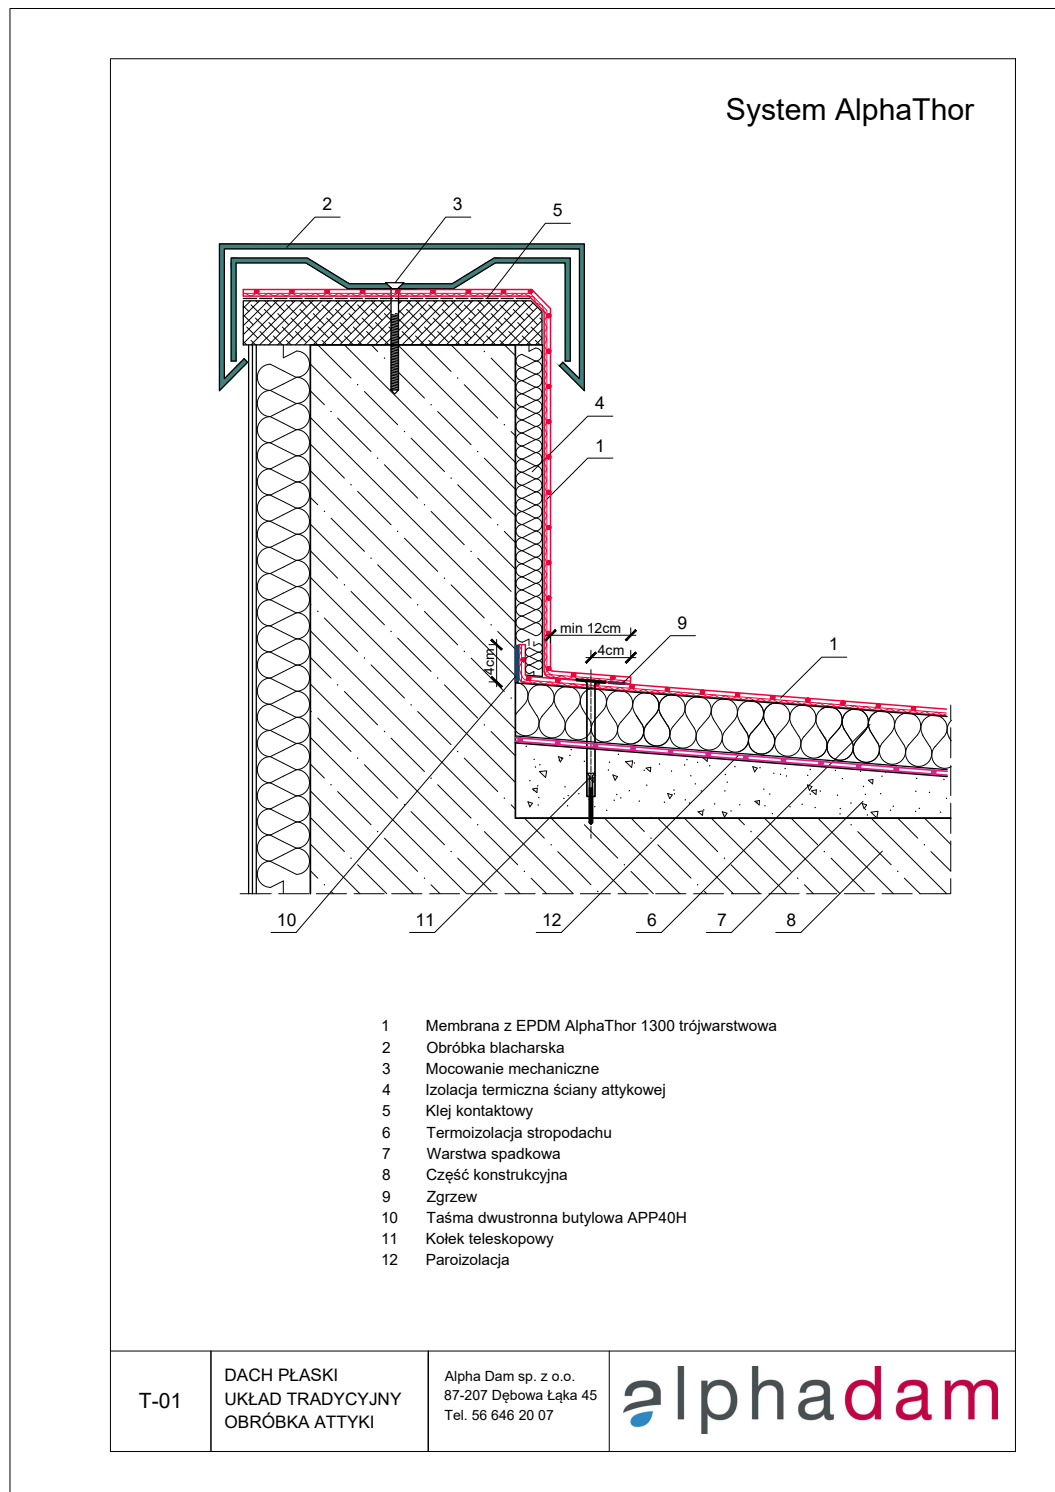 System AlphaThor
2
3
5
4
1
min 12cm
9
4cm
1
4cm
10
11
12
6
7
8
1 Membrana z EPDM AlphaThor 1300 trójwarstwowa
2 Obróbka blacharska
3 Mocowanie mechaniczne
4 Izolacja termiczna ściany attykowej
5 Klej kontaktowy
6 Termoizolacja stropodachu
7 Warstwa spadkowa
8 Część konstrukcyjna
9 Zgrzew
10 Taśma dwustronna butylowa APP40H
11 Kołek teleskopowy
12 Paroizolacja
T-01
DACH PŁASKI
UKŁAD TRADYCYJNY
OBRÓBKA ATTYKI
Alpha Dam sp. z o.o.
87-207 Dębowa Łąka 45
Tel. 56 646 20 07
alphadam